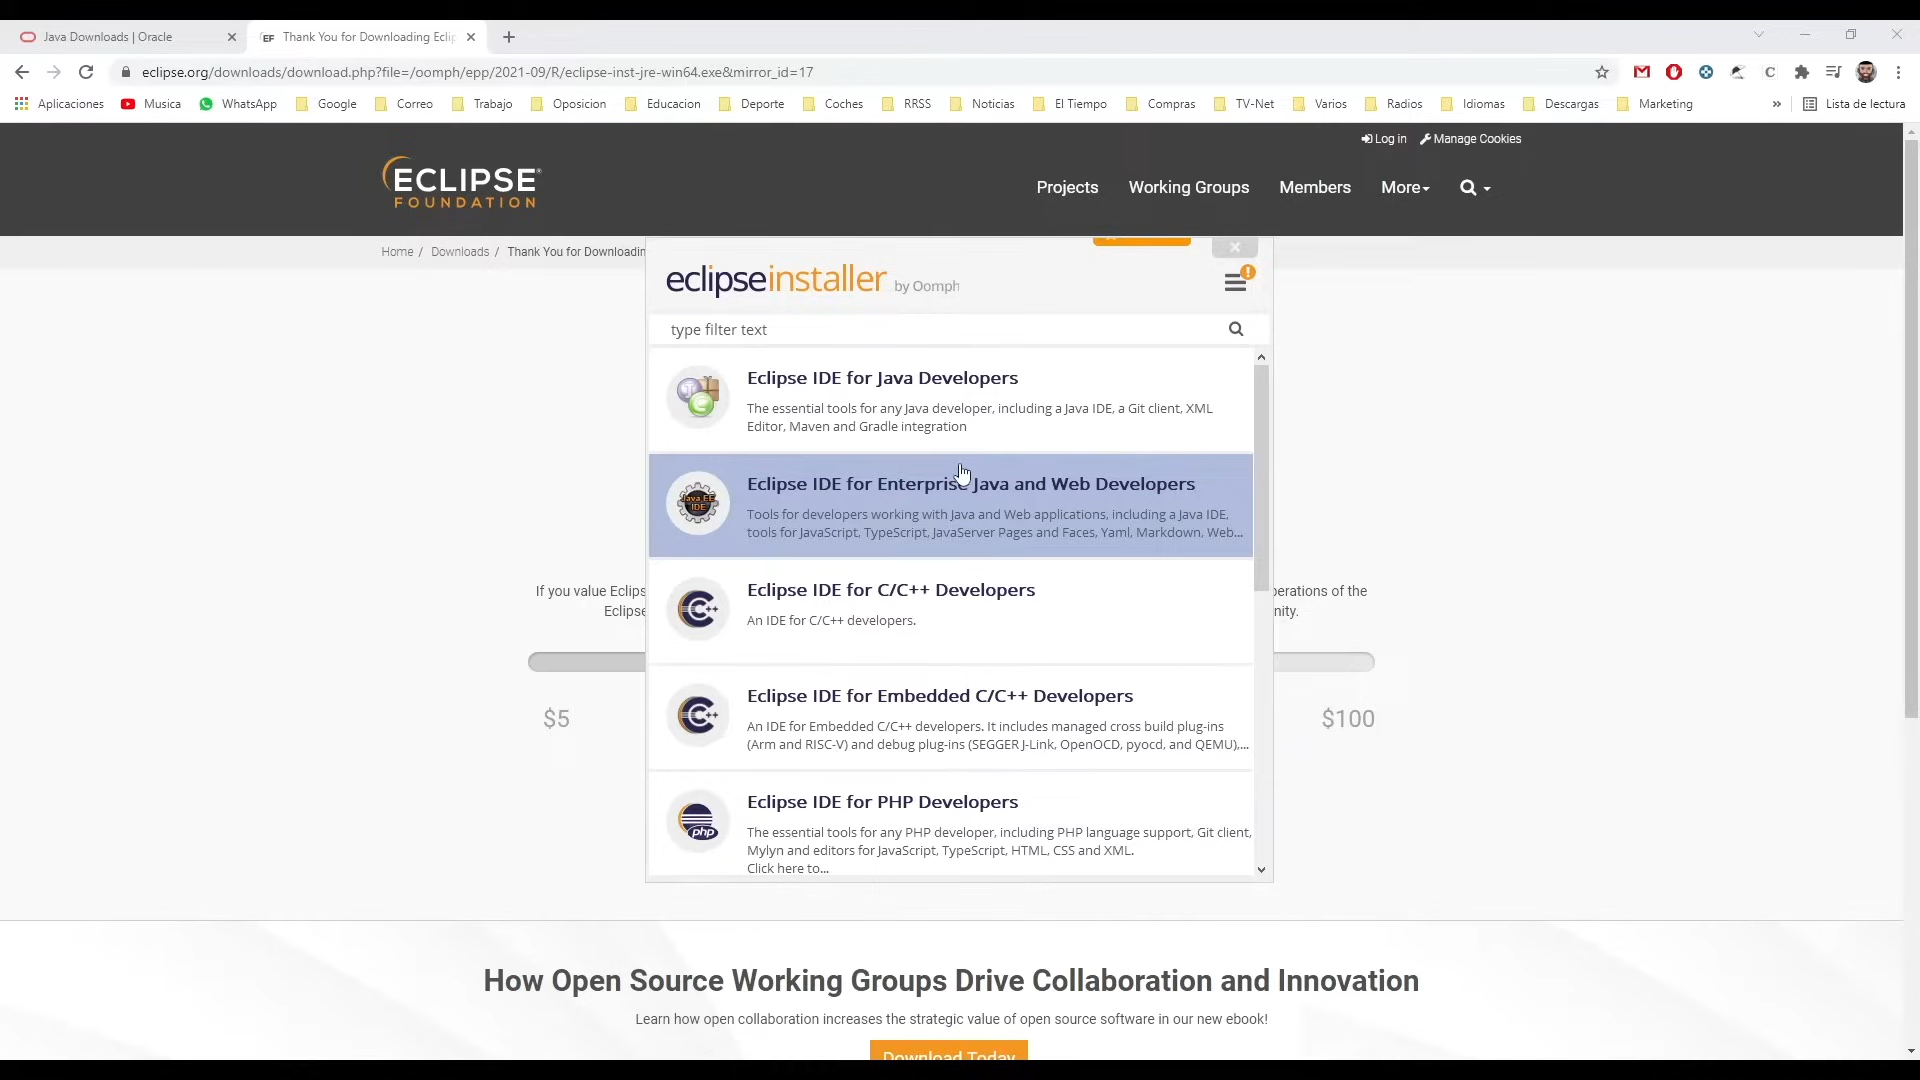 Java Downloads | Oracle
EF Thank You for Downloading Eclip
eclipse.org/downloads/download.php?file=/oomph/epp/2021-09/R/eclipse-inst-jre-win64.exe&mirror_id=17
Aplicaciones Musica WhatsApp Google Correo Trabajo Oposicion Educacion Deporte Coches RRSS Noticias El Tiempo Compras TV-Net Varios Radios Idiomas Descargas Marketing » Lista de lectura
Log in Manage Cookies
ECLIPSE®
FOUNDATION
Projects Working Groups Members More
Home / Downloads / Thank You for Downloadin
eclipseinstaller by Oomph
type filter text
Eclipse IDE for Java Developers
The essential tools for any Java developer, including a Java IDE, a Git client, XML
Editor, Maven and Gradle integration
Java EE
IDE
Eclipse IDE for Enterprise Java and Web Developers
Tools for developers working with Java and Web applications, including a Java IDE,
tools for JavaScript, TypeScript, JavaServer Pages and Faces, Yaml, Markdown, Web...
C++
Eclipse IDE for C/C++ Developers
An IDE for C/C++ developers.
C++
Eclipse IDE for Embedded C/C++ Developers
An IDE for Embedded C/C++ developers. It includes managed cross build plug-ins
(Arm and RISC-V) and debug plug-ins (SEGGER J-Link, OpenOCD, pyocd, and QEMU),...
php
Eclipse IDE for PHP Developers
The essential tools for any PHP developer, including PHP language support, Git client,
Mylyn and editors for JavaScript, TypeScript, HTML, CSS and XML.
Click here to...
If you value Eclips
Eclipse
perations of the
nity.
$5
$100
How Open Source Working Groups Drive Collaboration and Innovation
Learn how open collaboration increases the strategic value of open source software in our new ebook!
Download Today